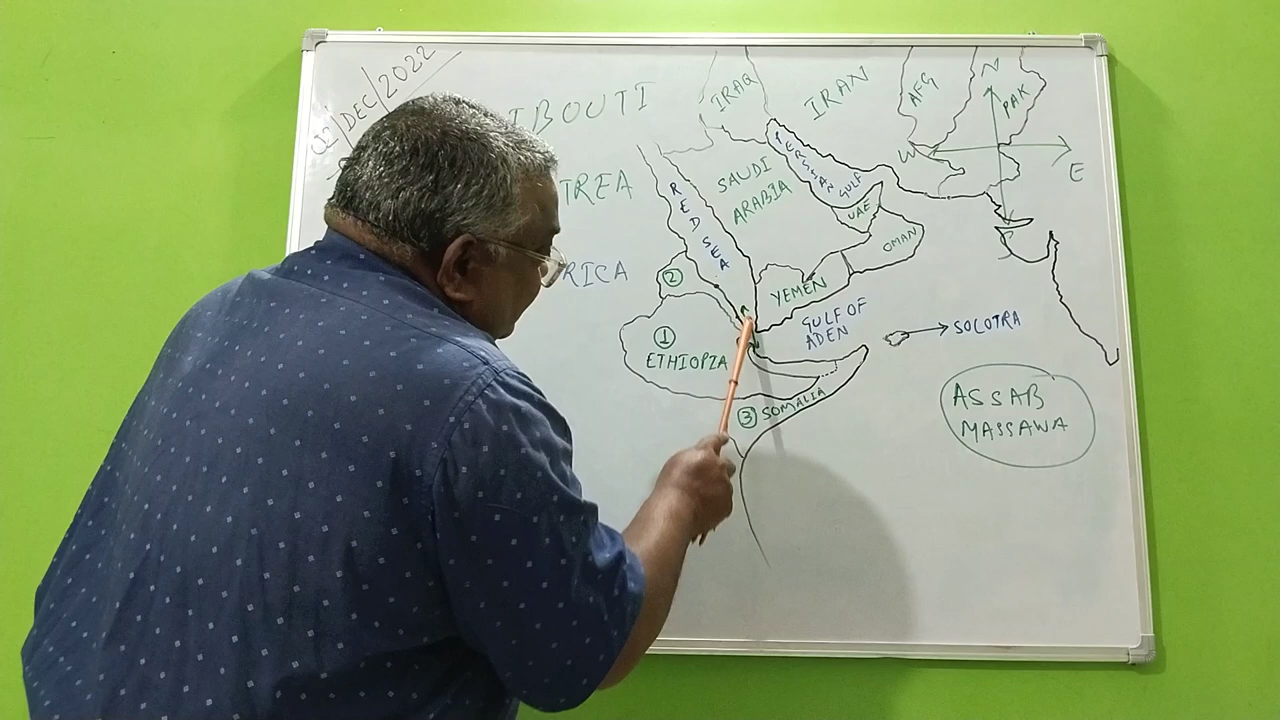 DEC/2022
IBOUTI
TREA
RICA
IRAQ
IRAN
AFG
PAK
N
W
E
S
PERSIAN GULF
SAUDI
ARABIA
UAE
OMAN
RED SEA
YEMEN
GULF OF
ADEN
SOCOTRA
2
1
ETHIOPIA
3 SOMALIA
ASSAB
MASSAWA